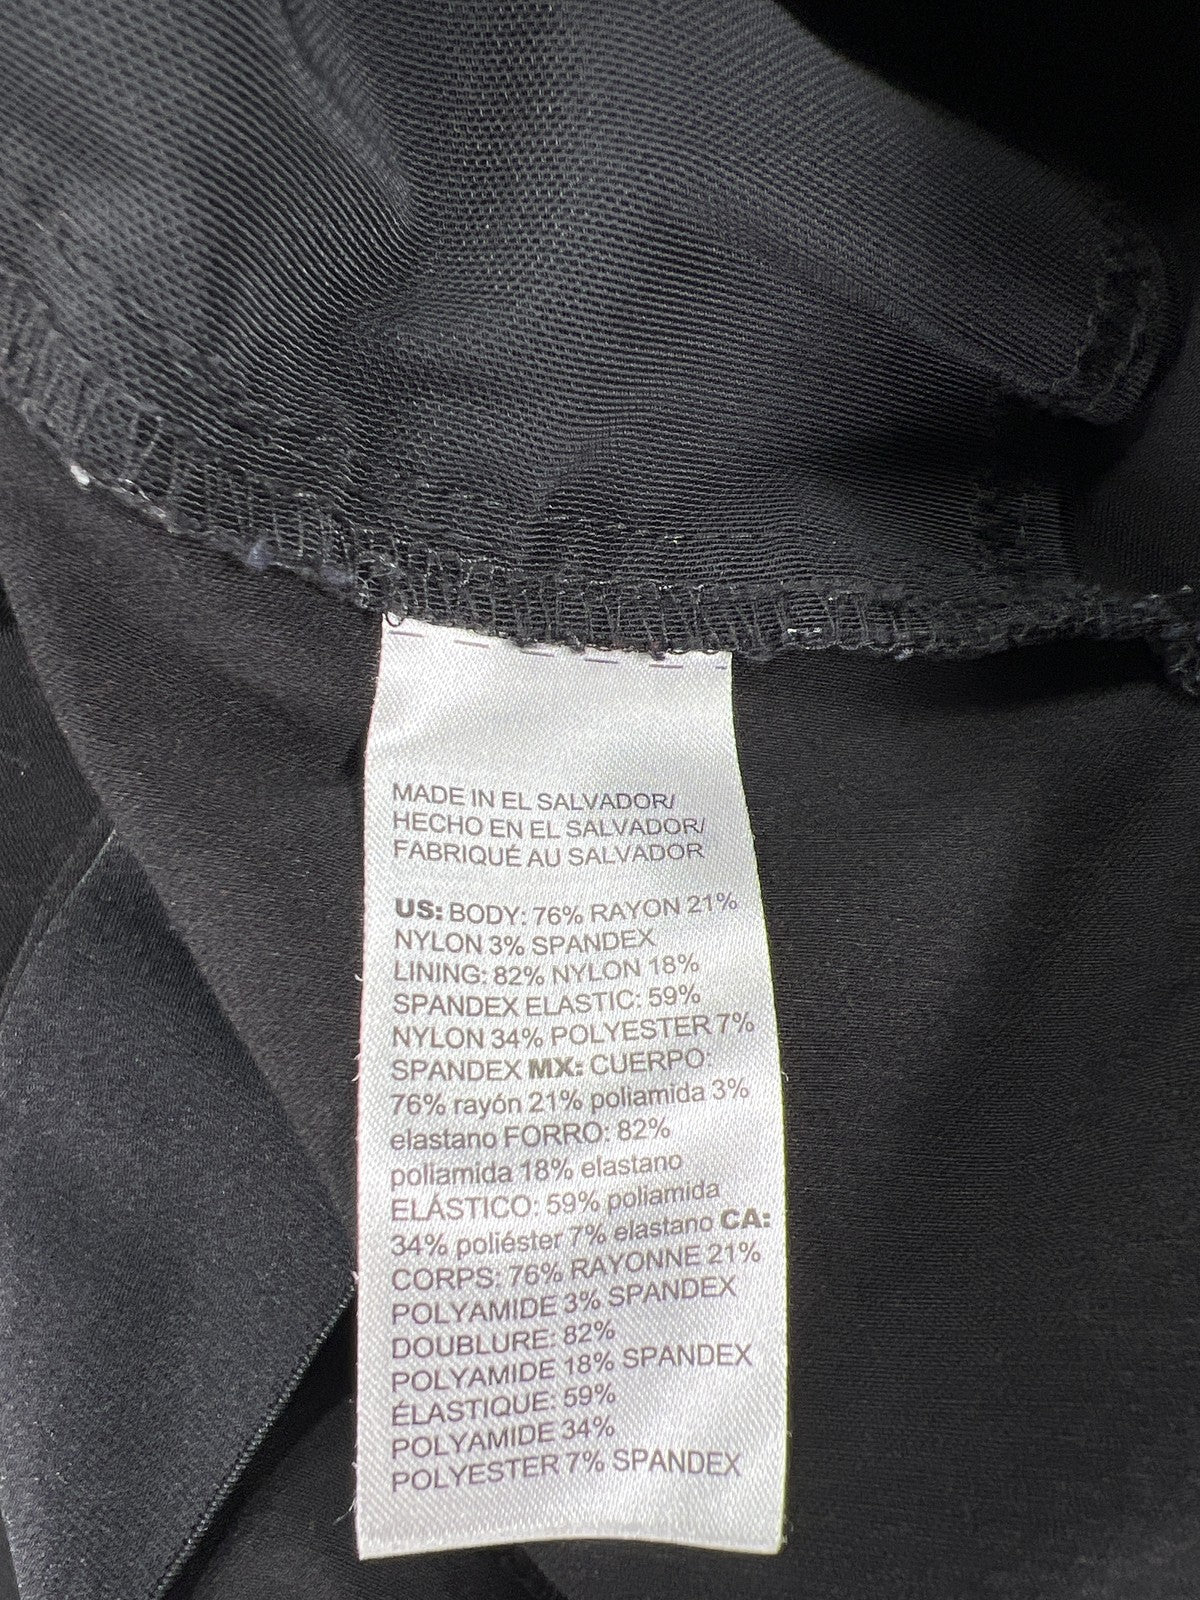 MADE IN EL SALVADOR/
HECHO EN EL SALVADOR/
FABRIQUÉ AU SALVADOR
US: BODY: 76% RAYON 21%
NYLON 3% SPANDEX
LINING: 82% NYLON 18%
SPANDEX ELASTIC: 59%
NYLON 34% POLYESTER 7%
SPANDEX MX: CUERPO:
76% rayón 21% poliamida 3%
elastano FORRO: 82%
poliamida 18% elastano
ELÁSTICO: 59% poliamida
34% poliéster 7% elastano CA:
CORPS: 76% RAYONNE 21%
POLYAMIDE 3% SPANDEX
DOUBLURE: 82%
POLYAMIDE 18% SPANDEX
ÉLASTIQUE: 59%
POLYAMIDE 34%
POLYESTER 7% SPANDEX